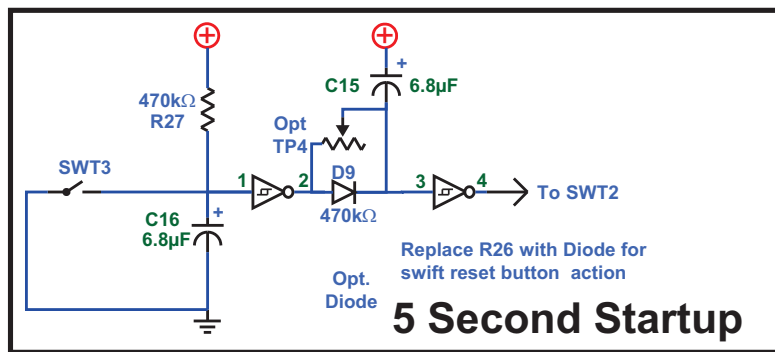 +
+
C15
6.8µF
470kΩ
R27
Opt
TP4
SWT3
1
2
D9
470kΩ
3
4
To SWT2
C16
6.8µF
+
Replace R26 with Diode for
swift reset button action
Opt.
Diode
5 Second Startup